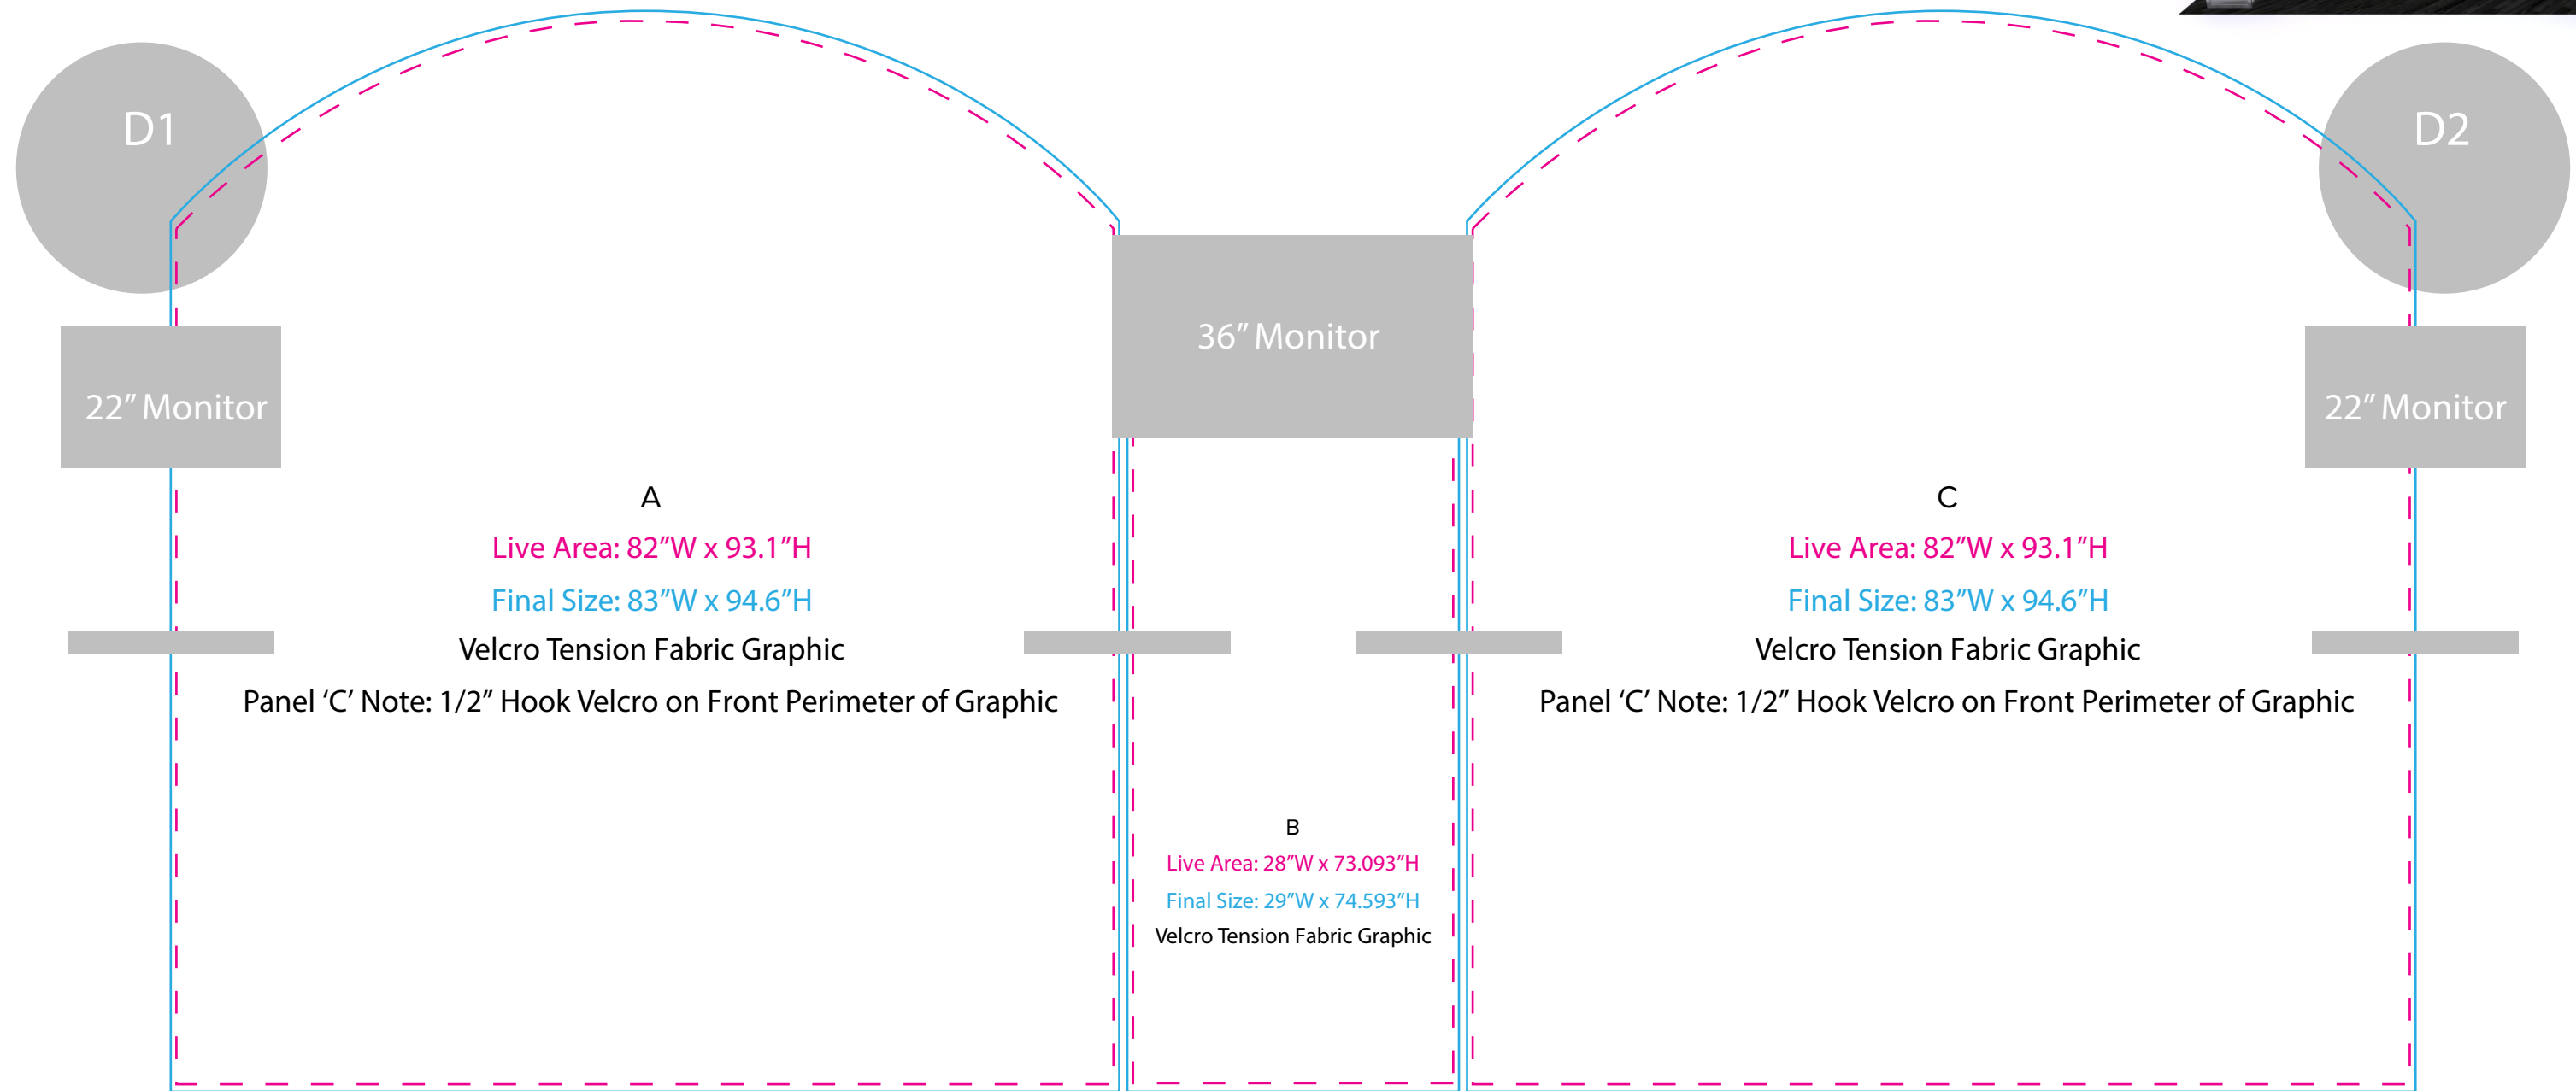 D1
D2
36” Monitor
22” Monitor
22” Monitor
A
Live Area: 82”W x 93.1”H
Final Size: 83”W x 94.6”H
Velcro Tension Fabric Graphic
Panel ‘C’ Note: 1/2” Hook Velcro on Front Perimeter of Graphic
C
Live Area: 82”W x 93.1”H
Final Size: 83”W x 94.6”H
Velcro Tension Fabric Graphic
Panel ‘C’ Note: 1/2” Hook Velcro on Front Perimeter of Graphic
B
Live Area: 28”W x 73.093”H
Final Size: 29”W x 74.593”H
Velcro Tension Fabric Graphic